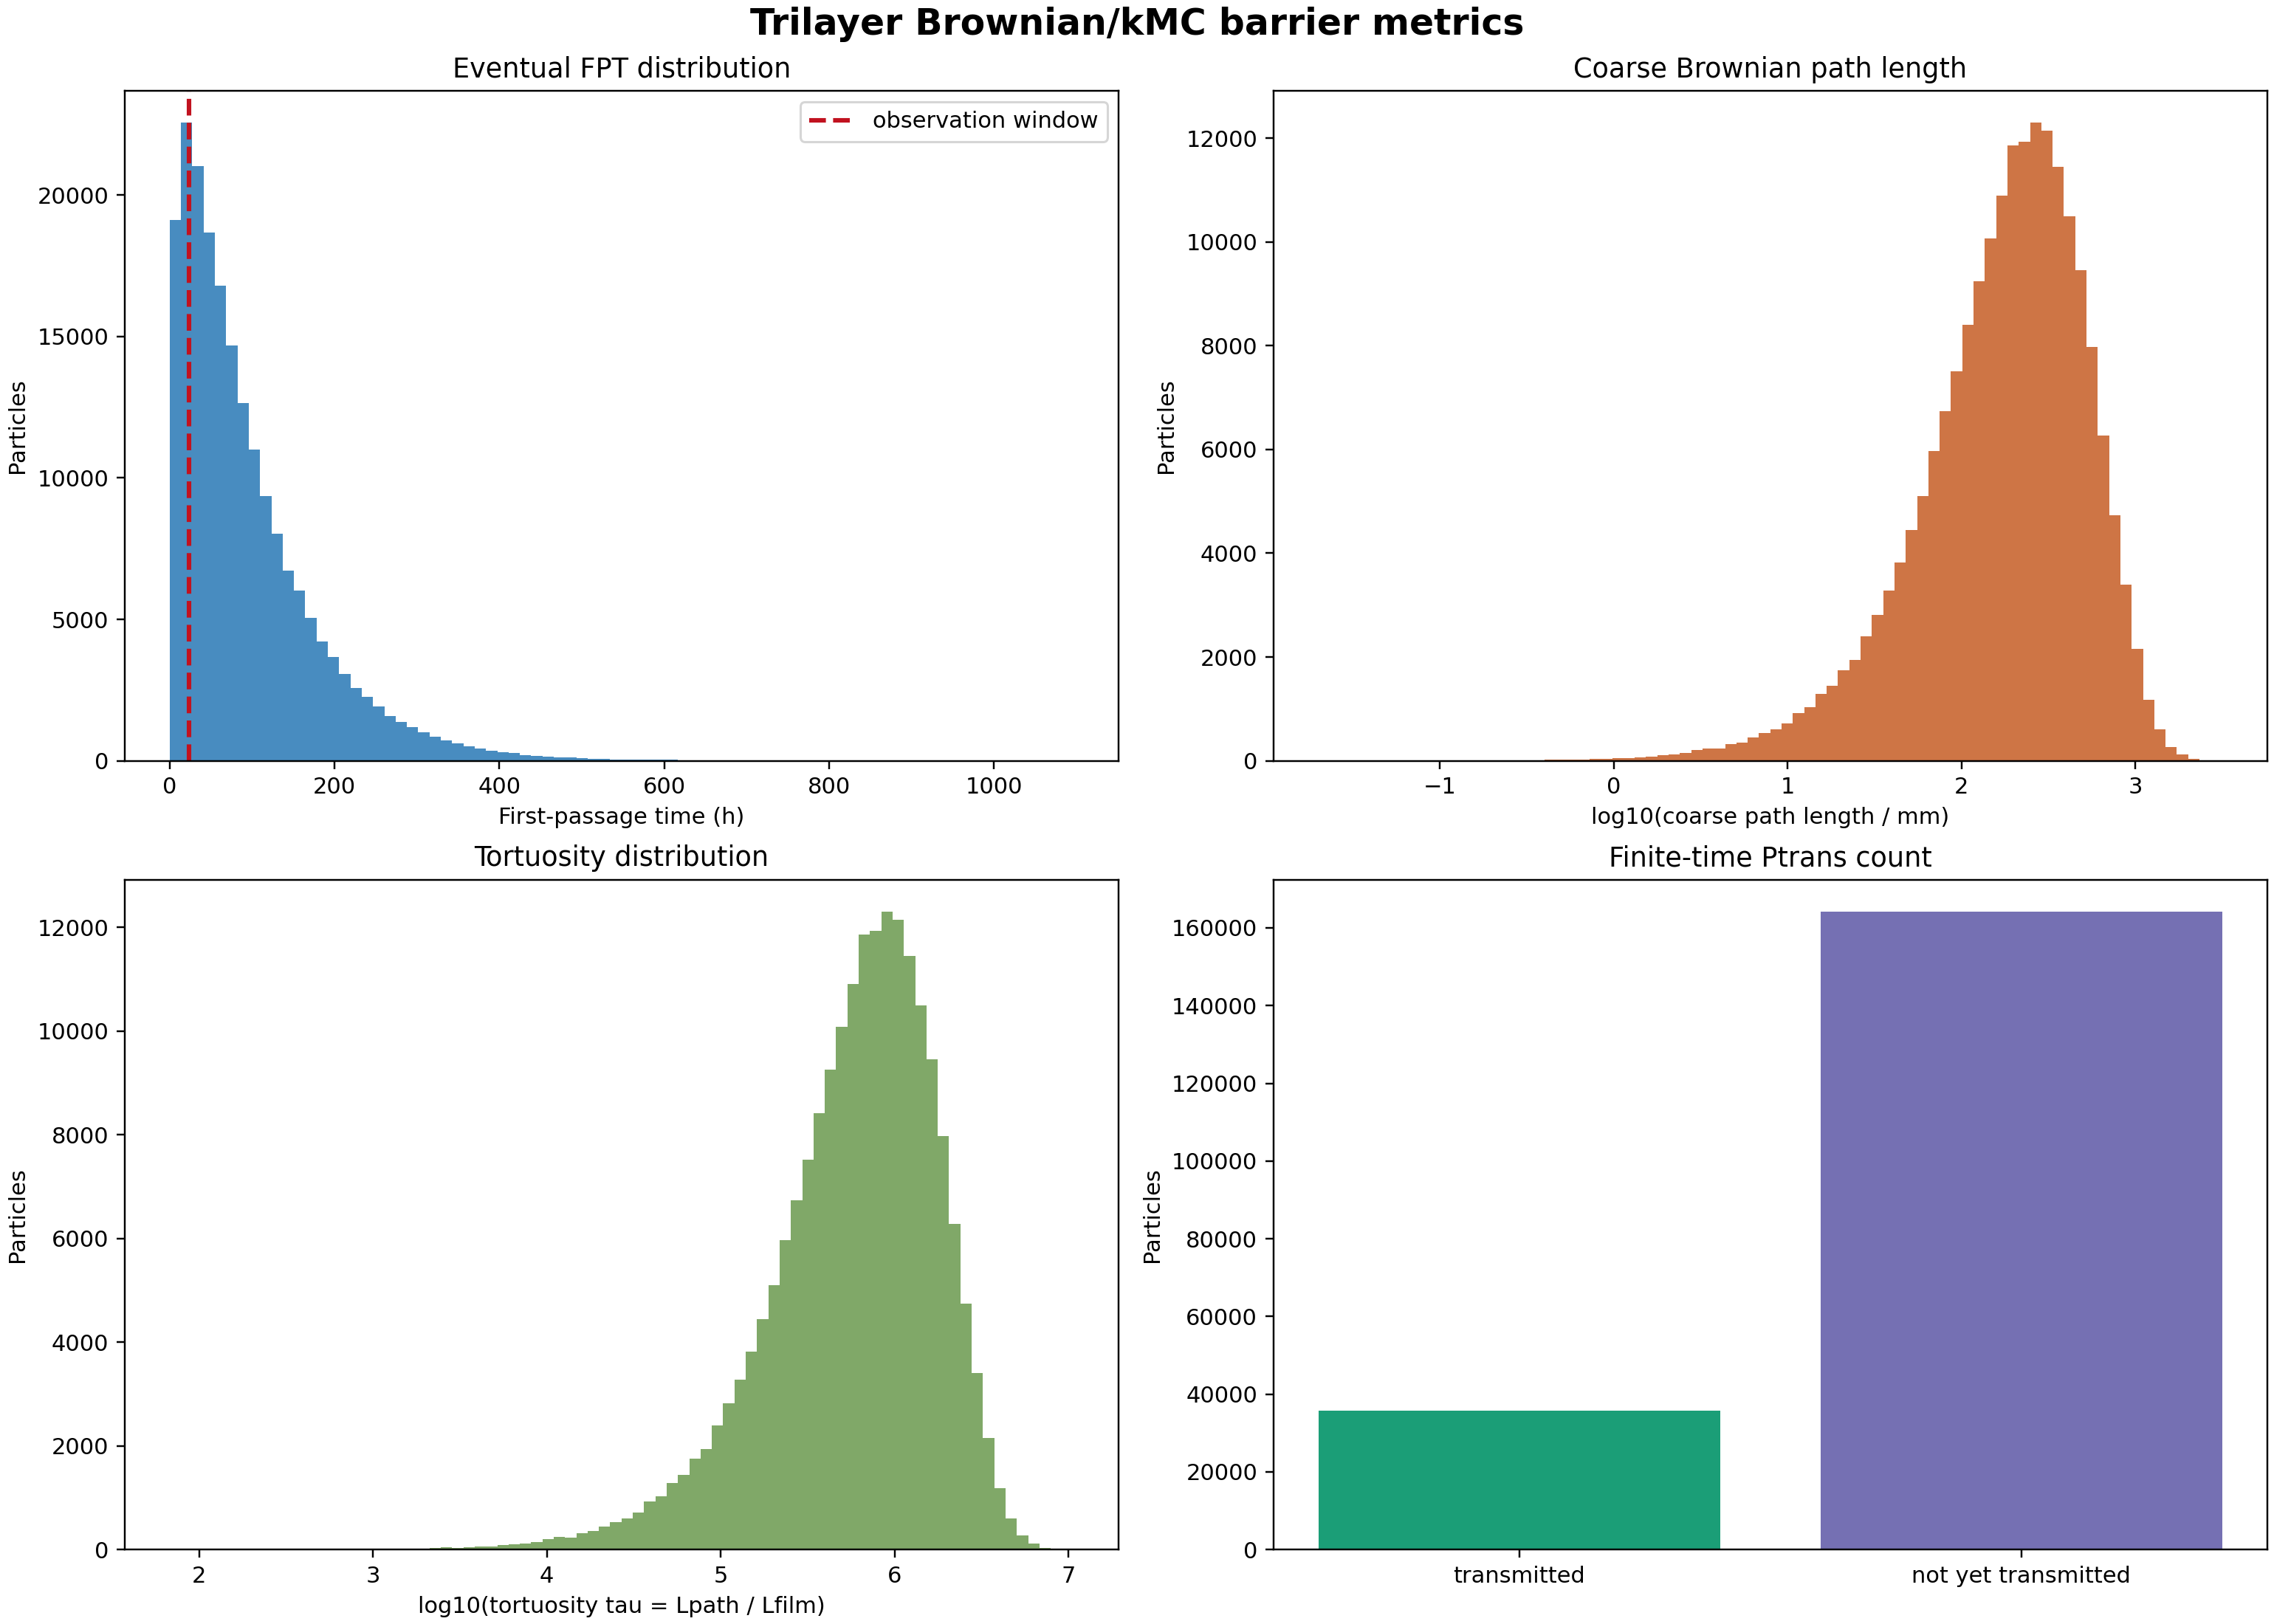 Trilayer Brownian/kMC barrier metrics
Eventual FPT distribution
observation window
20000
15000
10000
5000
0
Particles
0 200 400 600 800 1000
First-passage time (h)
Coarse Brownian path length
12000
10000
8000
6000
4000
2000
0
Particles
−1 0 1 2 3
log10(coarse path length / mm)
Tortuosity distribution
12000
10000
8000
6000
4000
2000
0
Particles
2 3 4 5 6 7
log10(tortuosity tau = Lpath / Lfilm)
Finite-time Ptrans count
160000
140000
120000
100000
80000
60000
40000
20000
0
Particles
transmitted not yet transmitted